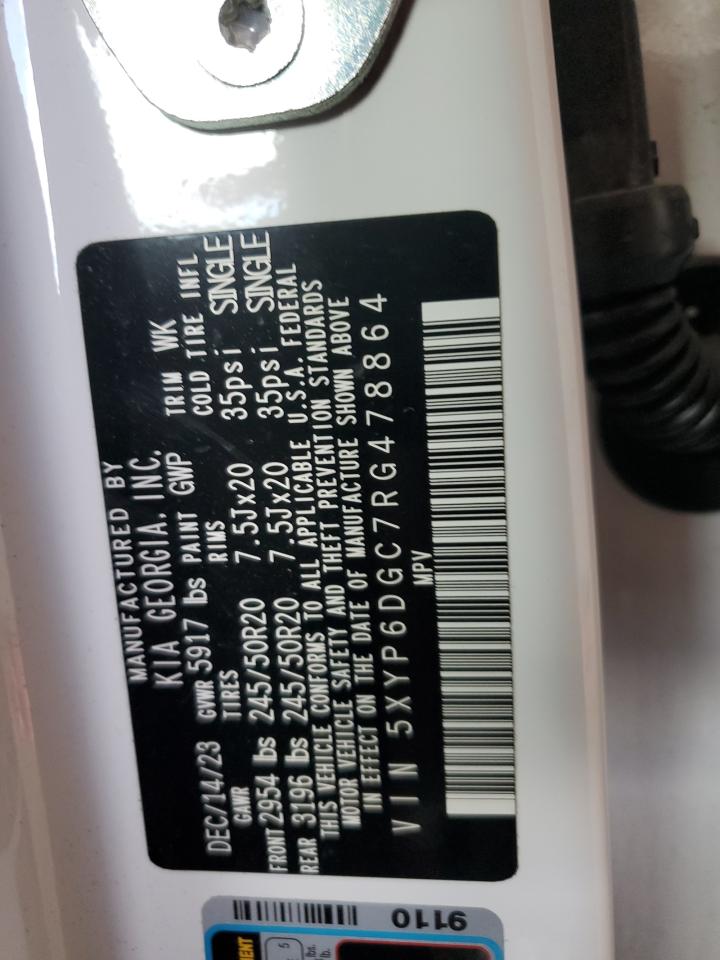 MANUFACTURED BY
KIA GEORGIA, INC.
DEC/14/23 GVWR 5917 lbs PAINT GWP TRIM WK
GAWR TIRES RIMS COLD TIRE INFL
FRONT 2954 lbs 245/50R20 7.5Jx20 35psi SINGLE
REAR 3196 lbs 245/50R20 7.5Jx20 35psi SINGLE
THIS VEHICLE CONFORMS TO ALL APPLICABLE U.S.A. FEDERAL
MOTOR VEHICLE SAFETY AND THEFT PREVENTION STANDARDS
IN EFFECT ON THE DATE OF MANUFACTURE SHOWN ABOVE
VIN 5XYP6DGC7RG478864
MPV
9110
5
lbs.
lb.